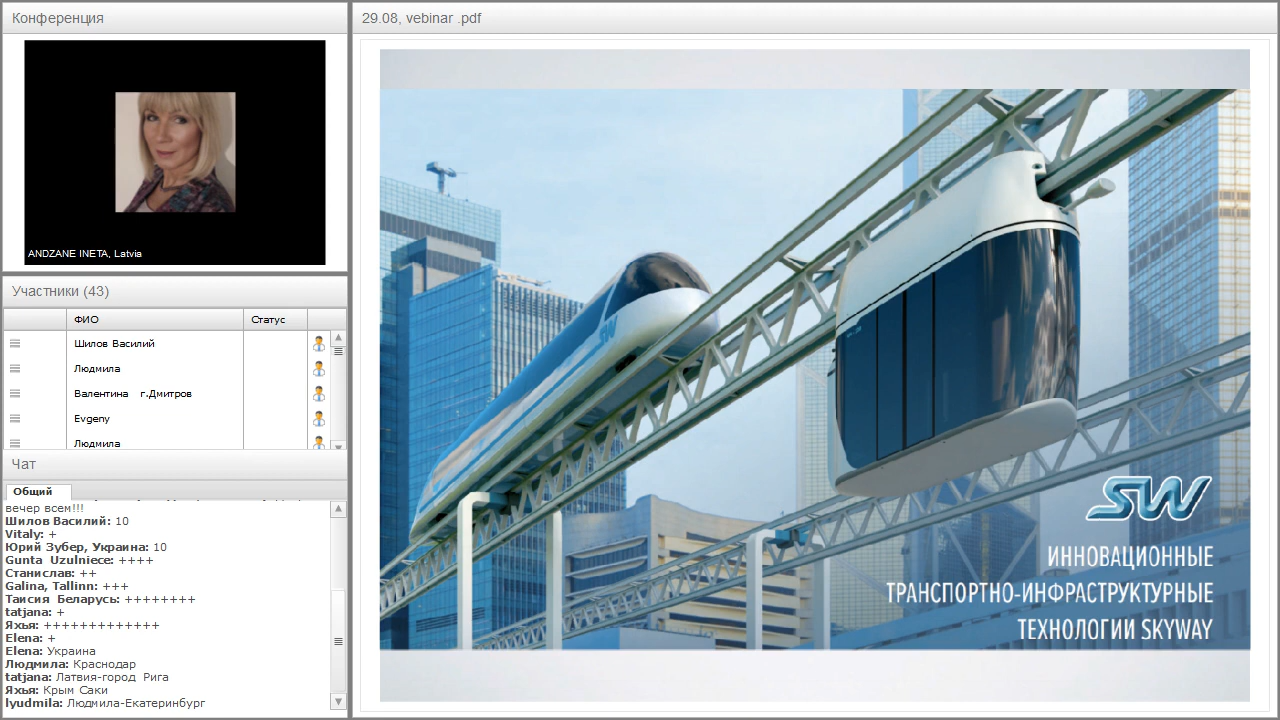 Конференция
ANDZANE INETA, Latvia
Участники (43)
ФИО Статус
Шилов Василий
Людмила
Валентина г.Дмитров
Evgeny
Людмила
Чат
Общий
вечер всем!!!
Шилов Василий: 10
Vitaly: +
Юрий Зубер, Украина: 10
Gunta Uzulniece: ++++
Станислав: ++
Galina, Tallinn: +++
Таисия Беларусь: ++++++++
tatjana: +
Яхья: +++++++++++++
Elena: +
Elena: Украина
Людмила: Краснодар
tatjana: Латвия-город Рига
Яхья: Крым Саки
lyudmila: Людмила-Екатеринбург
29.08, vebinar .pdf
SW
SW
ИННОВАЦИОННЫЕ
ТРАНСПОРТНО-ИНФРАСТРУКТУРНЫЕ
ТЕХНОЛОГИИ SKYWAY